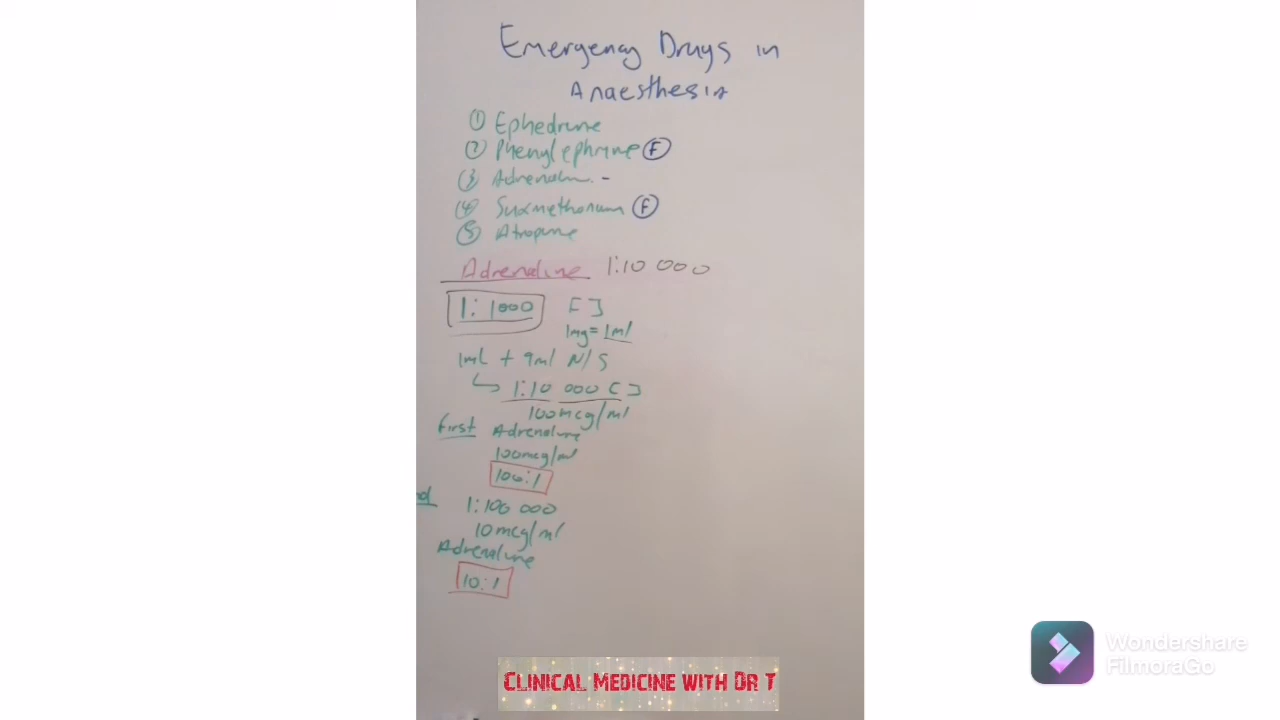 Emergency Drugs in
Anaesthesia
① Ephedrine
② Phenylephrine Ⓕ
③ Adrenalin -
④ Suxmethonium Ⓕ
⑤ Atropine
Adrenaline 1:10 000
1:1000 [ ]
1mg = 1ml
1ml + 9ml N/S
↳ 1:10 000 [ ]
100mcg/ml
First Adrenaline
100mcg/ml
100:1
1:100 000
10mcg/ml
Adrenaline
10:1
CLINICAL MEDICINE WITH DR T
Wondershare
FilmoraGo